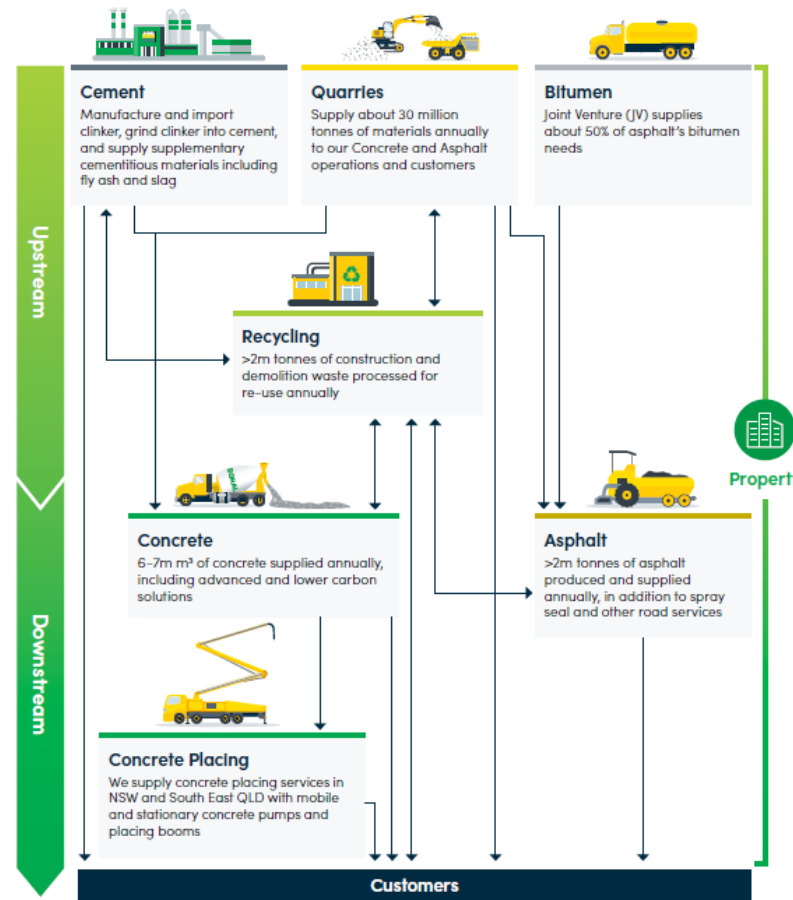 Cement
Manufacture and import
clinker, grind clinker into cement,
and supply supplementary
cementitious materials including
fly ash and slag
Quarries
Supply about 30 million
tonnes of materials annually
to our Concrete and Asphalt
operations and customers
Bitumen
Joint Venture (JV) supplies
about 50% of asphalt's bitumen
needs
Upstream
Recycling
>2m tonnes of construction and
demolition waste processed for
re-use annually
Propert
BORAL
Concrete
6-7m m³ of concrete supplied annually,
including advanced and lower carbon
solutions
Asphalt
>2m tonnes of asphalt
produced and supplied
annually, in addition to spray
seal and other road services
Downstream
Concrete Placing
We supply concrete placing services in
NSW and South East QLD with mobile
and stationary concrete pumps and
placing booms
Customers